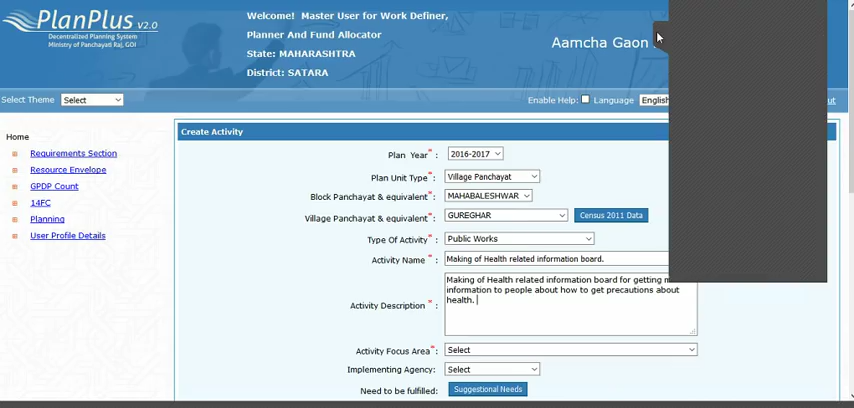 PlanPlus V2.0
Decentralized Planning System
Ministry of Panchayati Raj, GOI
Welcome! Master User for Work Definer,
Planner And Fund Allocator
State: MAHARASHTRA
District: SATARA
Aamcha Gaon
Select Theme Select
Enable Help: Language English
Home
Requirements Section
Resource Envelope
GPDP Count
14FC
Planning
User Profile Details
Create Activity
Plan Year* : 2016-2017
Plan Unit Type* : Village Panchayat
Block Panchayat & equivalent* : MAHABALESHWAR
Village Panchayat & equivalent* : GUREGHAR Census 2011 Data
Type Of Activity* : Public Works
Activity Name* : Making of Health related information board.
Activity Description* : Making of Health related information board for getting
information to people about how to get precautions about
health.
Activity Focus Area* : Select
Implementing Agency: Select
Need to be fulfilled: Suggestional Needs